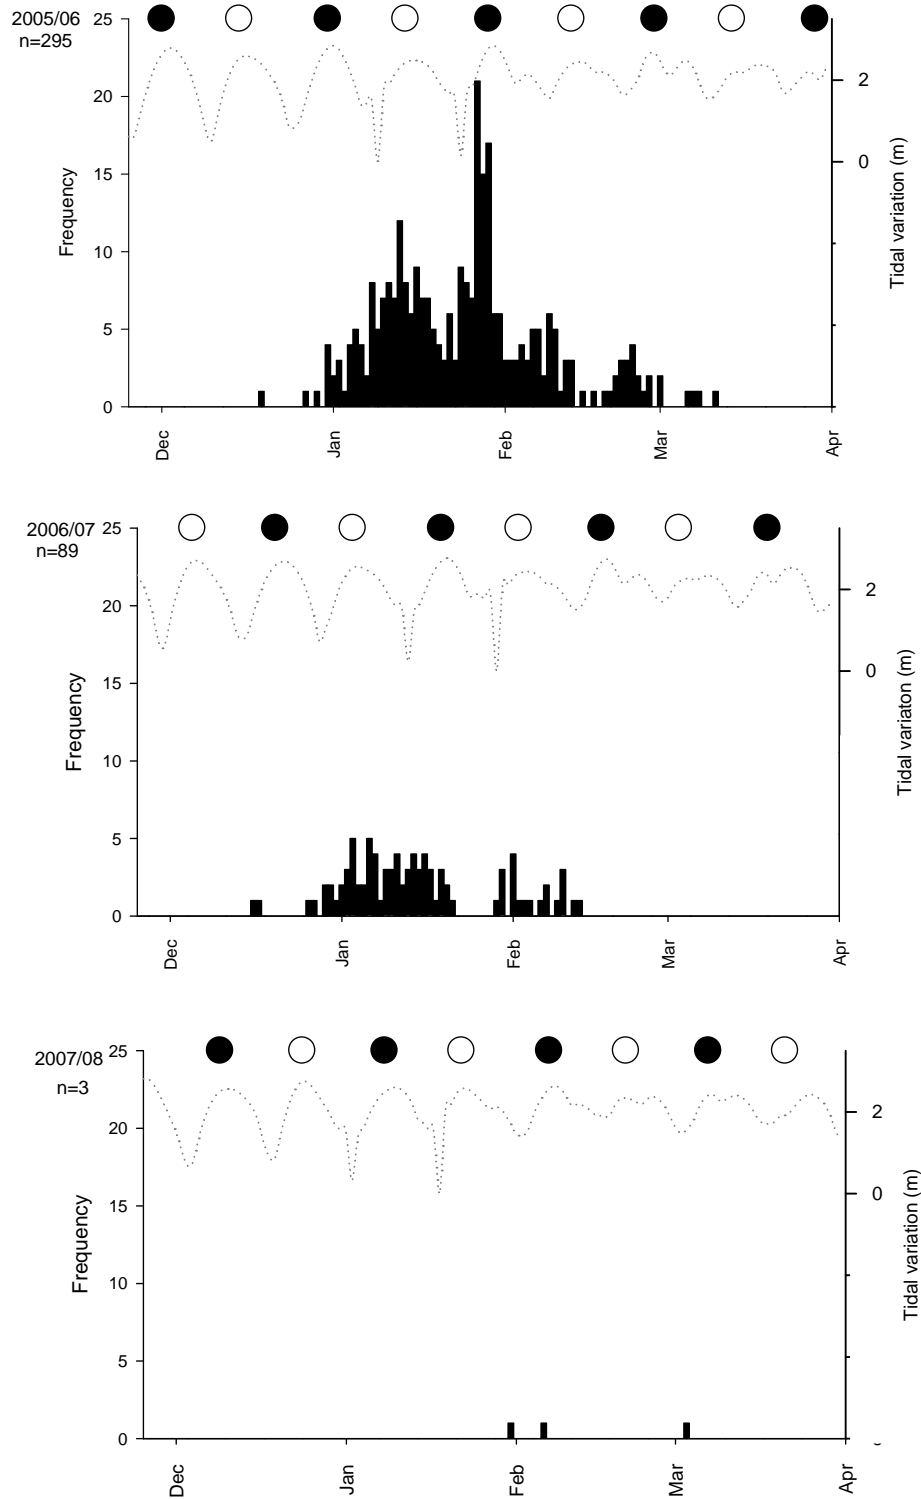 2005/06
n=295
25
20
15
10
5
0
Frequency
2
0
Tidal variation (m)
Dec
Jan
Feb
Mar
Apr
2006/07
n=89
25
20
15
10
5
0
Frequency
2
0
Tidal variaton (m)
Dec
Jan
Feb
Mar
Apr
2007/08
n=3
25
20
15
10
5
0
Frequency
2
0
Tidal variation (m)
Dec
Jan
Feb
Mar
Apr